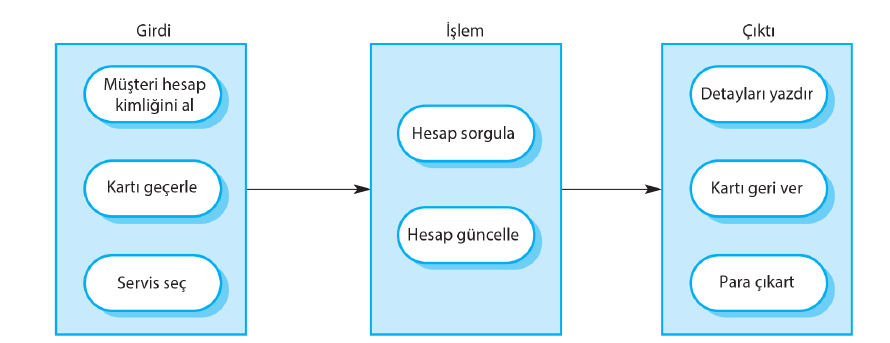 Girdi
Müşteri hesap
kimliğini al
Kartı geçerle
Servis seç
İşlem
Hesap sorgula
Hesap güncelle
Çıktı
Detayları yazdır
Kartı geri ver
Para çıkart